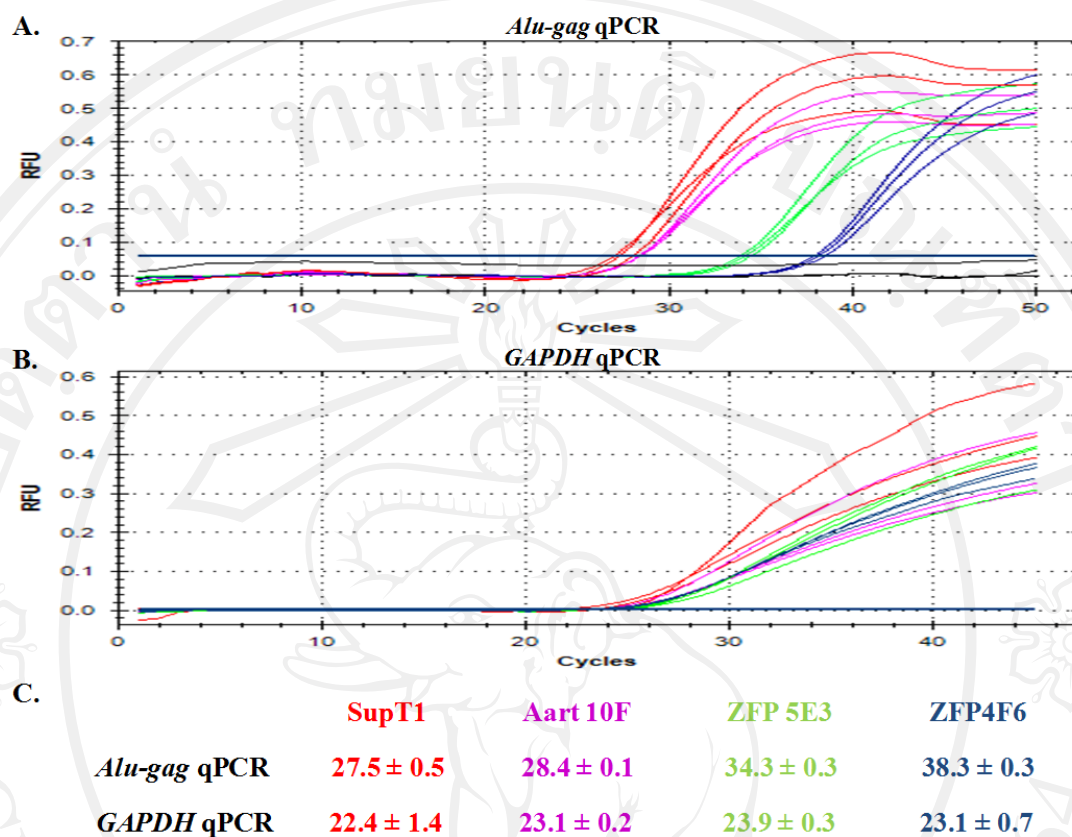 A.
Alu-gag qPCR
RFU
0.7
0.6
0.5
0.4
0.3
0.2
0.1
0.0
0 10 20 30 40 50
Cycles
B.
GAPDH qPCR
RFU
0.6
0.5
0.4
0.3
0.2
0.1
0.0
0 10 20 30 40
Cycles
C.
SupT1 Aart 10F ZFP 5E3 ZFP4F6
Alu-gag qPCR 27.5 ± 0.5 28.4 ± 0.1 34.3 ± 0.3 38.3 ± 0.3
GAPDH qPCR 22.4 ± 1.4 23.1 ± 0.2 23.9 ± 0.3 23.1 ± 0.7